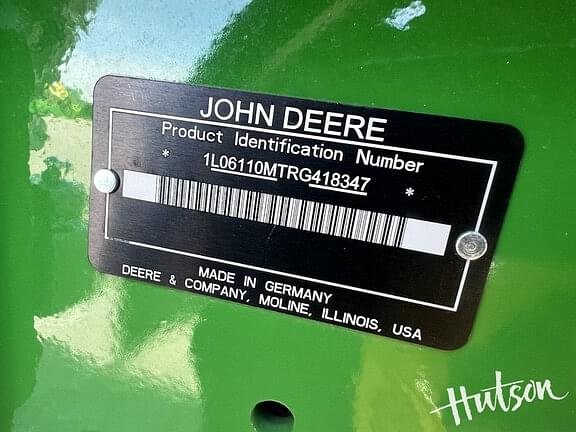 JOHN DEERE
Product Identification Number
* 1L06110MTRG418347 *
MADE IN GERMANY
DEERE & COMPANY, MOLINE, ILLINOIS, USA
Hutson